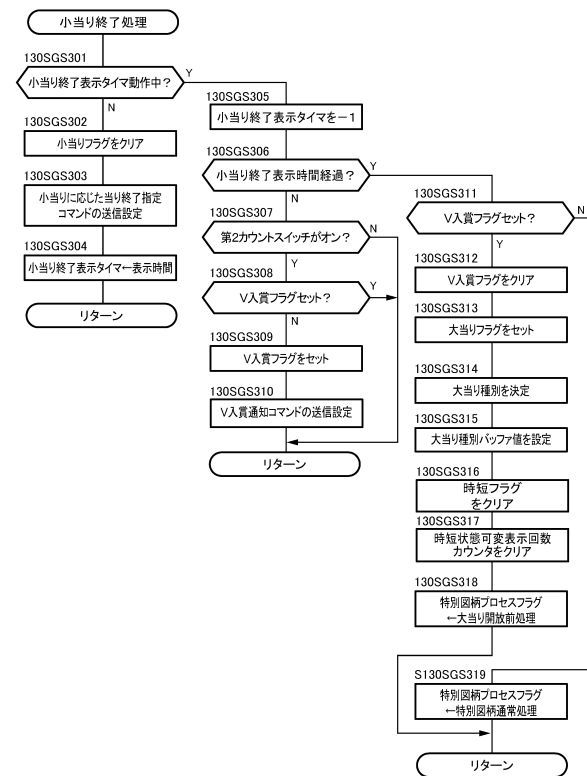 小当り終了処理
130SGS301
小当り終了表示タイマ動作中?
Y
N
130SGS302
小当りフラグをクリア
130SGS303
小当りに応じた当り終了指定
コマンドの送信設定
130SGS304
小当り終了表示タイマ←表示時間
リターン
130SGS305
小当り終了表示タイマを−1
130SGS306
小当り終了表示時間経過?
Y
N
130SGS307
第2カウントスイッチがオン?
N
Y
130SGS308
V入賞フラグセット?
Y
N
130SGS309
V入賞フラグをセット
130SGS310
V入賞通知コマンドの送信設定
リターン
130SGS311
V入賞フラグセット?
N
Y
130SGS312
V入賞フラグをクリア
130SGS313
大当りフラグをセット
130SGS314
大当り種別を決定
130SGS315
大当り種別バッファ値を設定
130SGS316
時短フラグ
をクリア
130SGS317
時短状態可変表示回数
カウンタをクリア
130SGS318
特別図柄プロセスフラグ
←大当り開放前処理
S130SGS319
特別図柄プロセスフラグ
←特別図柄通常処理
リターン